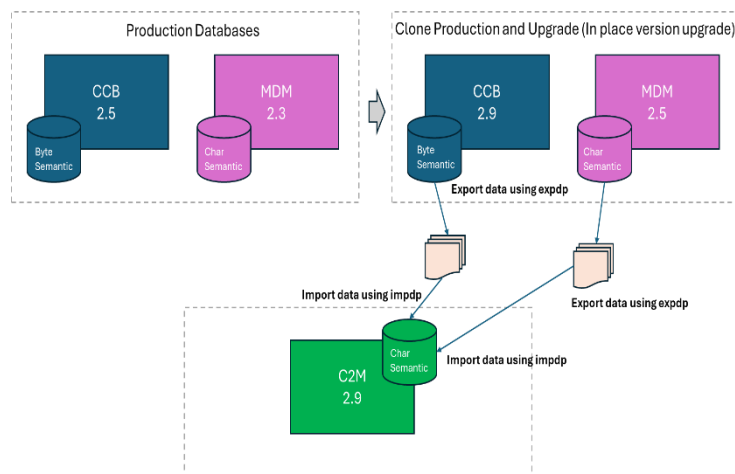 Production Databases
Clone Production and Upgrade (In place version upgrade)
CCB
2.5
MDM
2.3
CCB
2.9
MDM
2.5
Byte
Semantic
Char
Semantic
Byte
Semantic
Char
Semantic
Export data using expdp
Import data using impdp
Export data using expdp
Char
Semantic
Import data using impdp
C2M
2.9